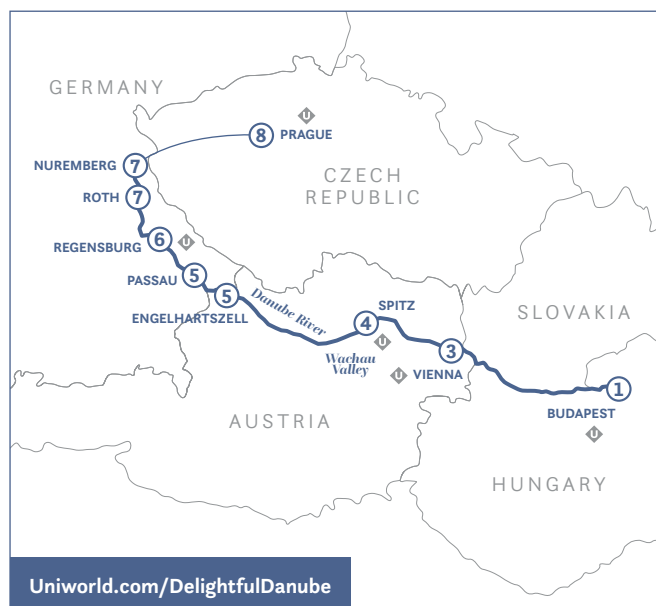 GERMANY
8
PRAGUE
NUREMBERG
7
CZECH
REPUBLIC
ROTH
7
REGENSBURG
6
PASSAU
5
5
ENGELHARTSZELL
Danube River
SPITZ
4
SLOVAKIA
Wachau
Valley
3
VIENNA
1
BUDAPEST
AUSTRIA
HUNGARY
U
U
U
U
U
Uniworld.com/DelightfulDanube